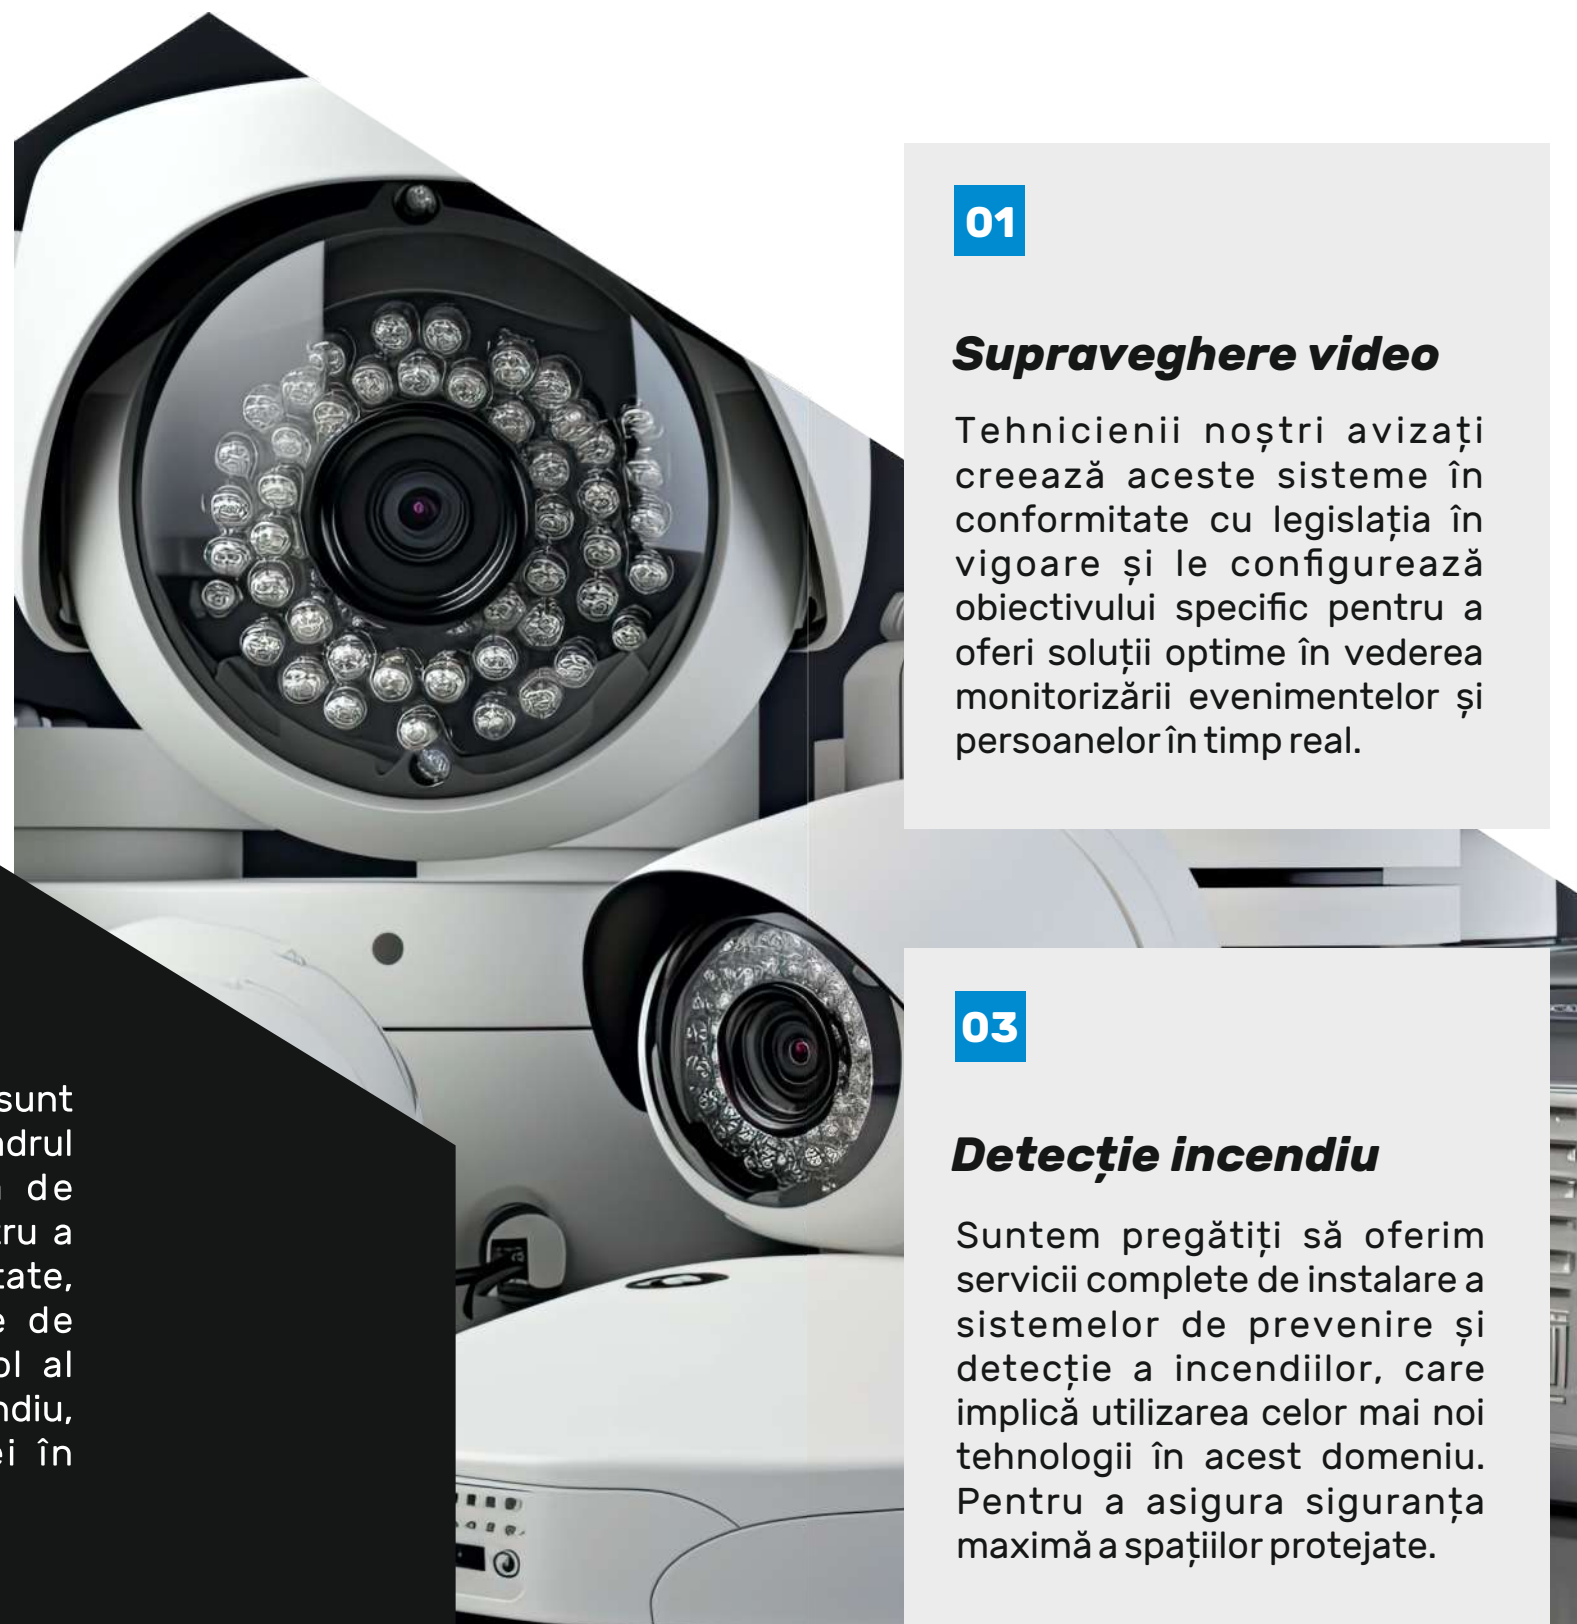 01
Supraveghere video
Tehnicienii noștri avizați
creează aceste sisteme în
conformitate cu legislația în
vigoare și le configurează
obiectivului specific pentru a
oferi soluții optime în vederea
monitorizării evenimentelor și
persoanelor în timp real.
sunt
de
a
de
al
în
03
Detecție incendiu
Suntem pregătiți să oferim
servicii complete de instalare a
sistemelor de prevenire și
detecție a incendiilor, care
implică utilizarea celor mai noi
tehnologii în acest domeniu.
Pentru a asigura siguranța
maximă a spațiilor protejate.